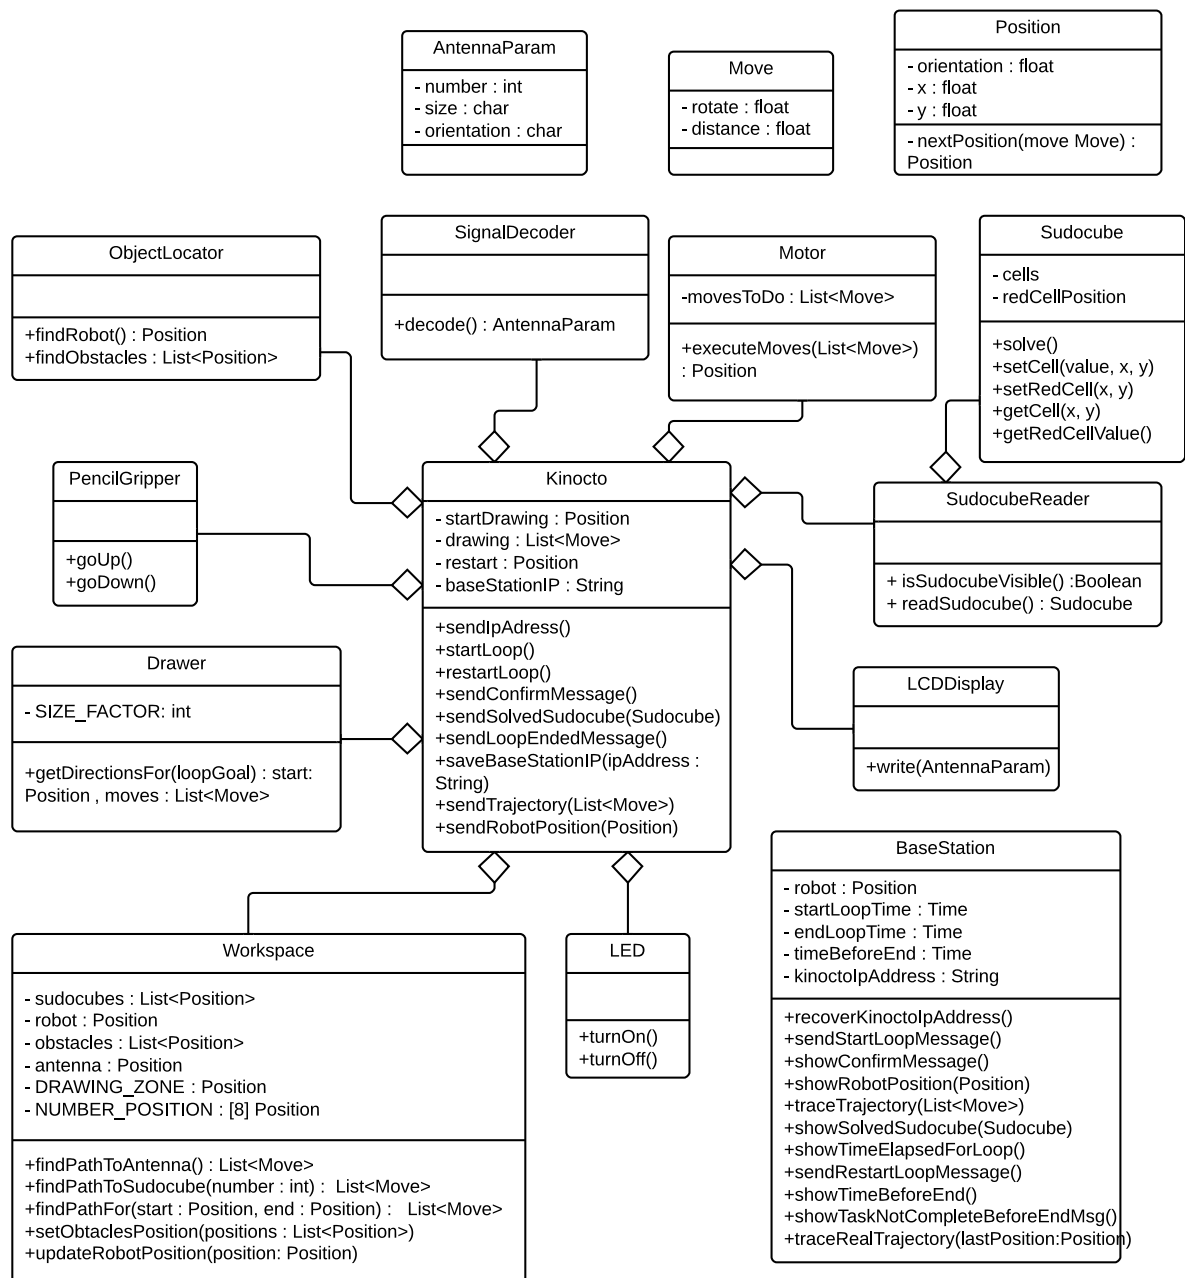 AntennaParam
- number : int
- size : char
- orientation : char
Move
- rotate : float
- distance : float
Position
- orientation : float
- x : float
- y : float
- nextPosition(move Move) :
Position
ObjectLocator
+findRobot() : Position
+findObstacles : List<Position>
SignalDecoder
+decode() : AntennaParam
Motor
-movesToDo : List<Move>
+executeMoves(List<Move>)
: Position
Sudocube
- cells
- redCellPosition
+solve()
+setCell(value, x, y)
+setRedCell(x, y)
+getCell(x, y)
+getRedCellValue()
PencilGripper
+goUp()
+goDown()
Kinocto
- startDrawing : Position
- drawing : List<Move>
- restart : Position
- baseStationIP : String
+sendIpAdress()
+startLoop()
+restartLoop()
+sendConfirmMessage()
+sendSolvedSudocube(Sudocube)
+sendLoopEndedMessage()
+saveBaseStationIP(ipAddress :
String)
+sendTrajectory(List<Move>)
+sendRobotPosition(Position)
SudocubeReader
+ isSudocubeVisible() :Boolean
+ readSudocube() : Sudocube
Drawer
- SIZE_FACTOR: int
+getDirectionsFor(loopGoal) : start:
Position , moves : List<Move>
LCDDisplay
+write(AntennaParam)
Workspace
- sudocubes : List<Position>
- robot : Position
- obstacles : List<Position>
- antenna : Position
- DRAWING_ZONE : Position
- NUMBER_POSITION : [8] Position
+findPathToAntenna() : List<Move>
+findPathToSudocube(number : int) : List<Move>
+findPathFor(start : Position, end : Position) : List<Move>
+setObtaclesPosition(positions : List<Position>)
+updateRobotPosition(position: Position)
LED
+turnOn()
+turnOff()
BaseStation
- robot : Position
- startLoopTime : Time
- endLoopTime : Time
- timeBeforeEnd : Time
- kinoctoIpAddress : String
+recoverKinoctoIpAddress()
+sendStartLoopMessage()
+showConfirmMessage()
+showRobotPosition(Position)
+traceTrajectory(List<Move>)
+showSolvedSudocube(Sudocube)
+showTimeElapsedForLoop()
+sendRestartLoopMessage()
+showTimeBeforeEnd()
+showTaskNotCompleteBeforeEndMsg()
+traceRealTrajectory(lastPosition:Position)